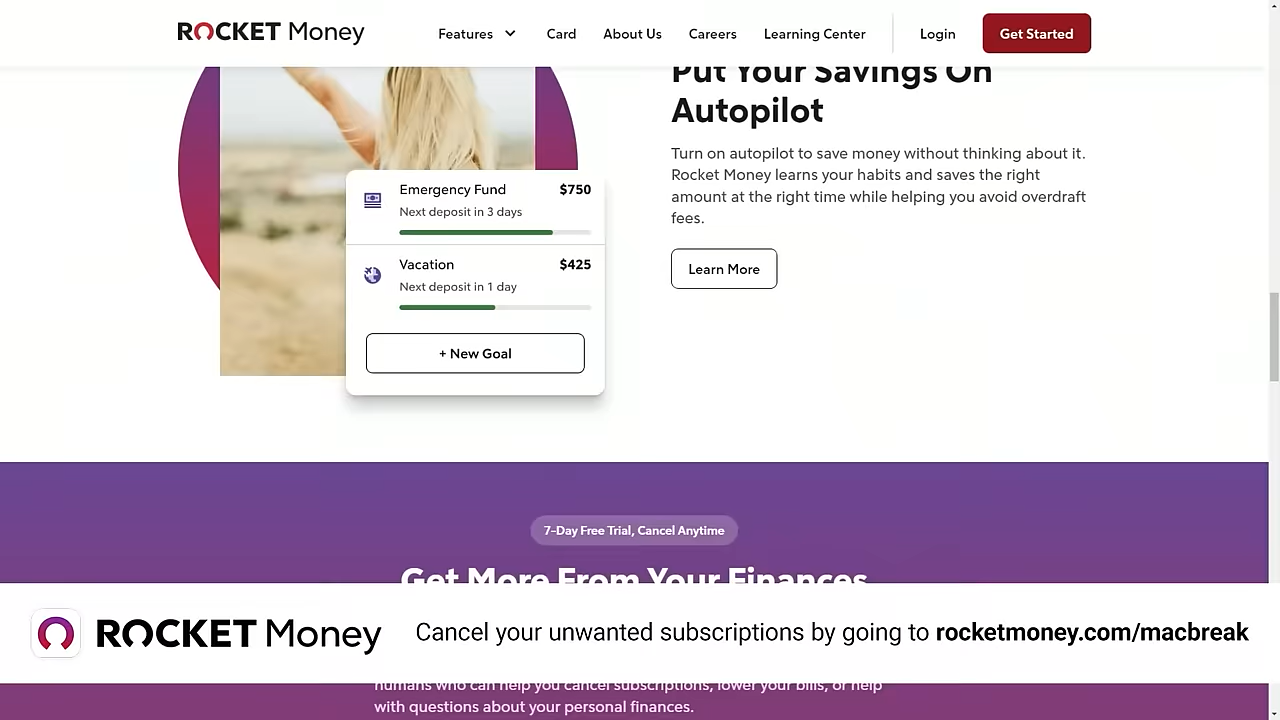 ROCKET Money
Features
Card
About Us
Careers
Learning Center
Login
Get Started
Put Your Savings On
Autopilot
Turn on autopilot to save money without thinking about it.
Rocket Money learns your habits and saves the right
amount at the right time while helping you avoid overdraft
fees.
Learn More
Emergency Fund $750
Next deposit in 3 days
Vacation $425
Next deposit in 1 day
+ New Goal
7-Day Free Trial, Cancel Anytime
Get More From Your Finances
ROCKET Money Cancel your unwanted subscriptions by going to rocketmoney.com/macbreak
humans who can help you cancel subscriptions, lower your bills, or help
with questions about your personal finances.